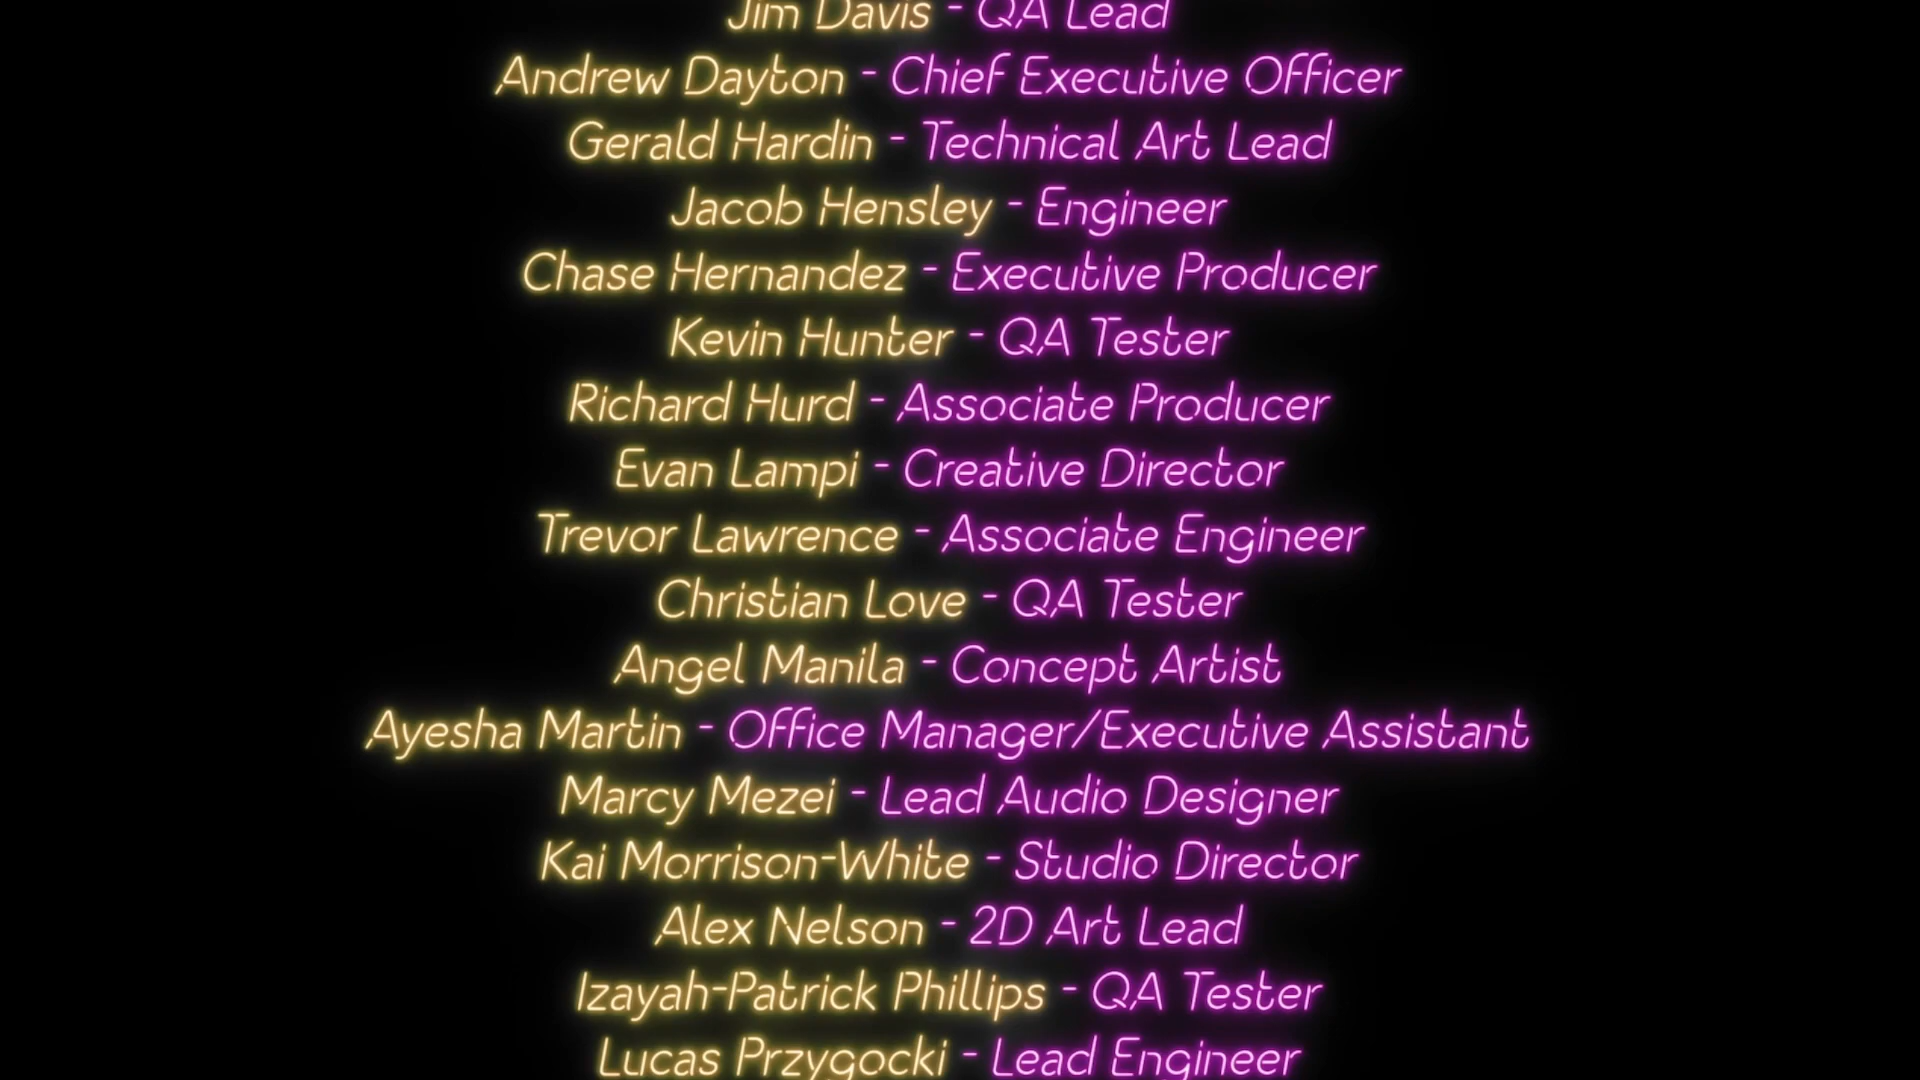 Jim Davis - QA Lead
Andrew Dayton - Chief Executive Officer
Gerald Hardin - Technical Art Lead
Jacob Hensley - Engineer
Chase Hernandez - Executive Producer
Kevin Hunter - QA Tester
Richard Hurd - Associate Producer
Evan Lampi - Creative Director
Trevor Lawrence - Associate Engineer
Christian Love - QA Tester
Angel Manila - Concept Artist
Ayesha Martin - Office Manager/Executive Assistant
Marcy Mezei - Lead Audio Designer
Kai Morrison-White - Studio Director
Alex Nelson - 2D Art Lead
Izayah-Patrick Phillips - QA Tester
Lucas Przygocki - Lead Engineer